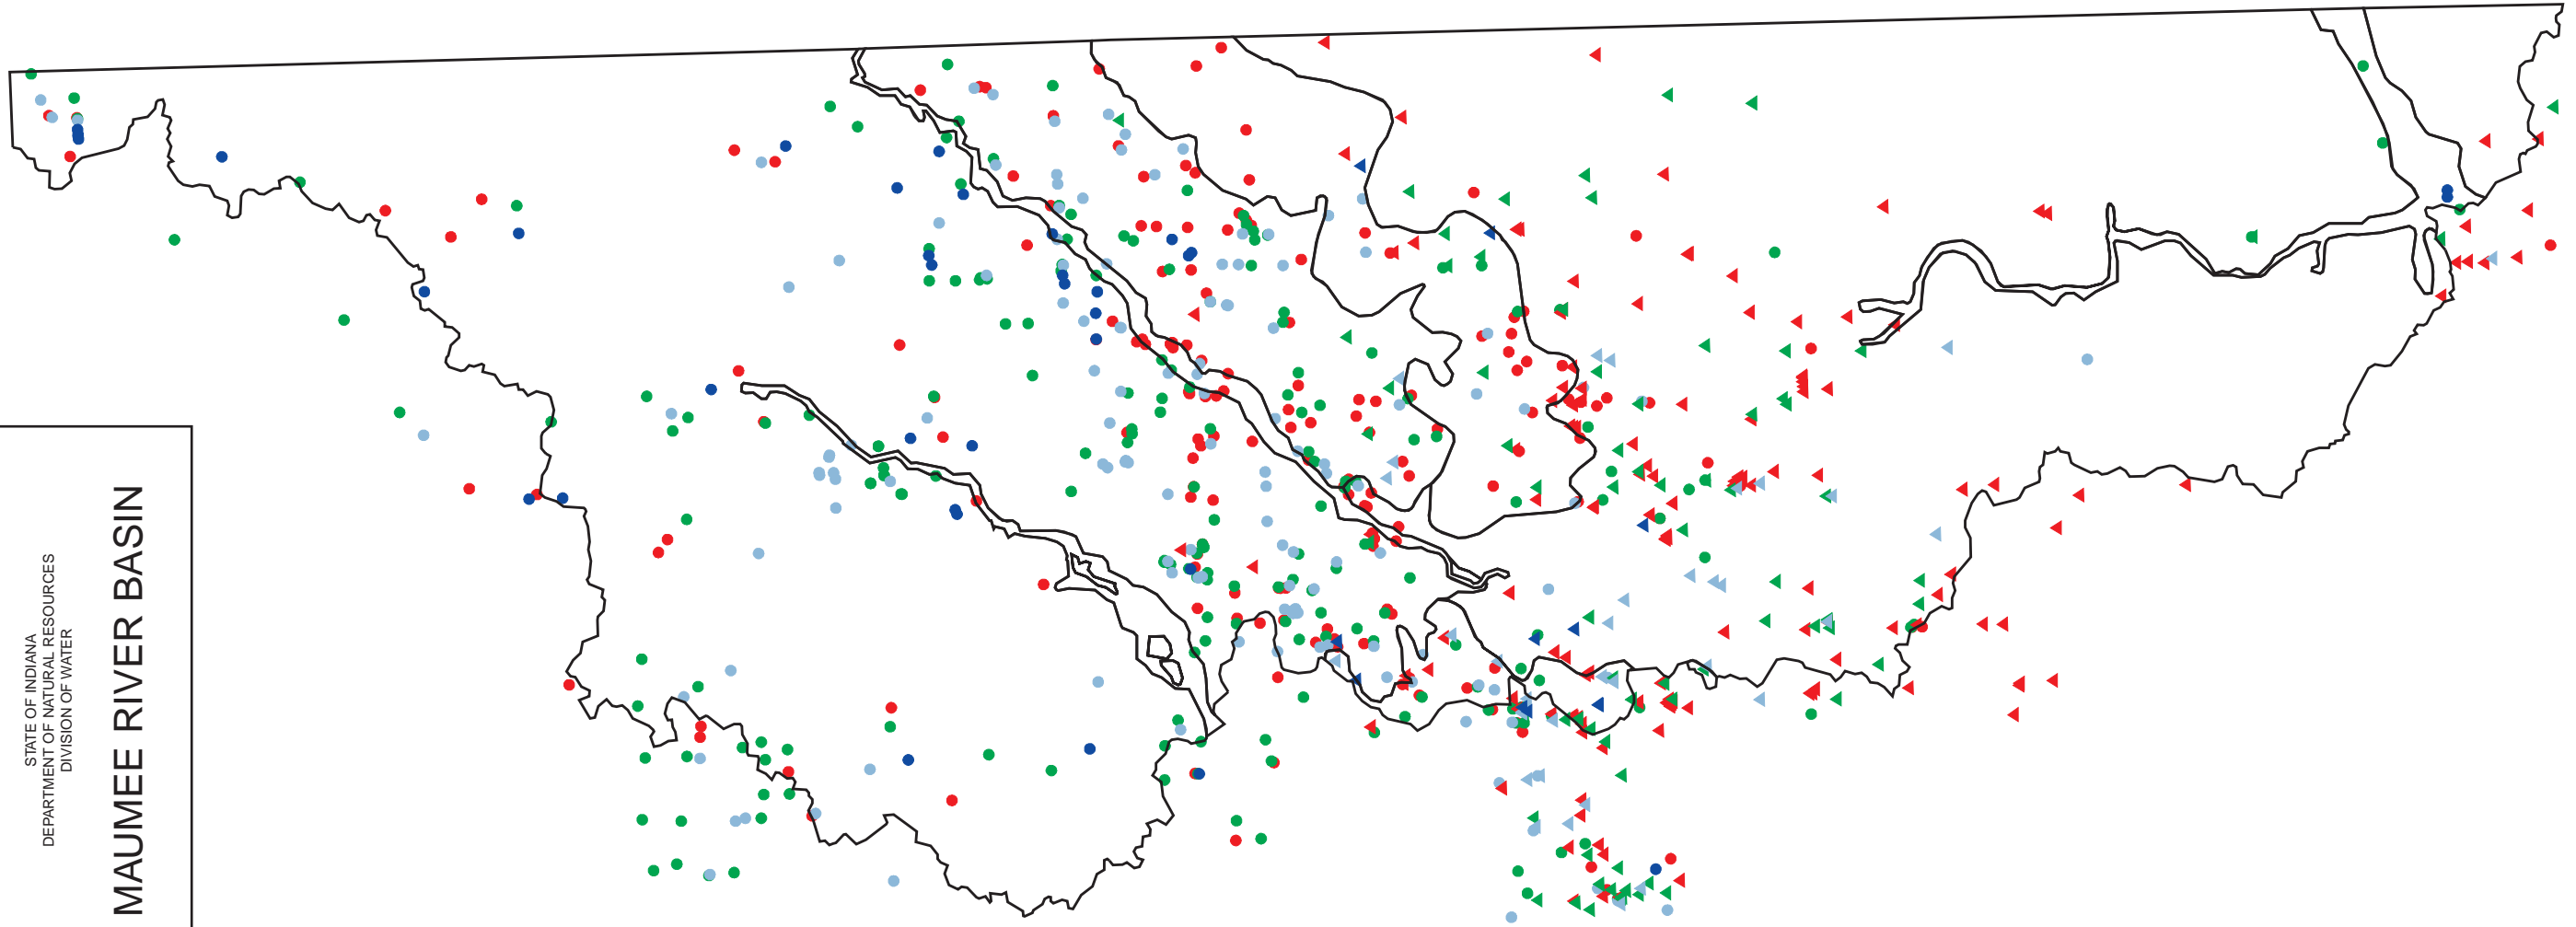 STATE OF INDIANA
DEPARTMENT OF NATURAL RESOURCES
DIVISION OF WATER
MAUMEE RIVER BASIN